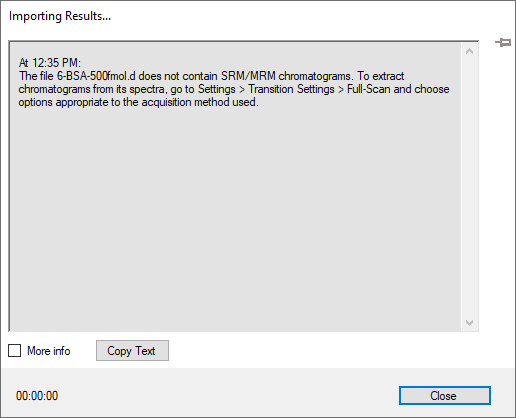 Importing Results...
At 12:35 PM:
The file 6-BSA-500fmol.d does not contain SRM/MRM chromatograms. To extract
chromatograms from its spectra, go to Settings > Transition Settings > Full-Scan and choose
options appropriate to the acquisition method used.
More info
Copy Text
00:00:00
Close